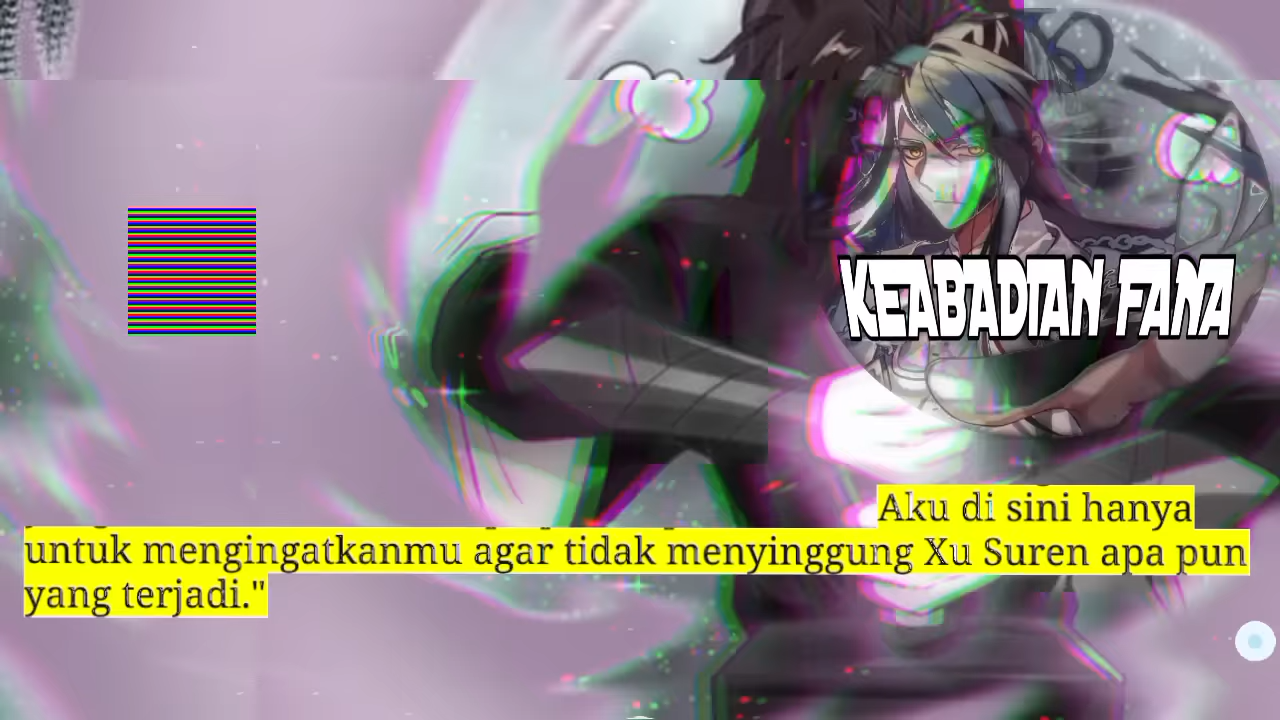 KEABADIAN FANA
Aku di sini hanya
untuk mengingatkanmu agar tidak menyinggung Xu Suren apa pun
yang terjadi."